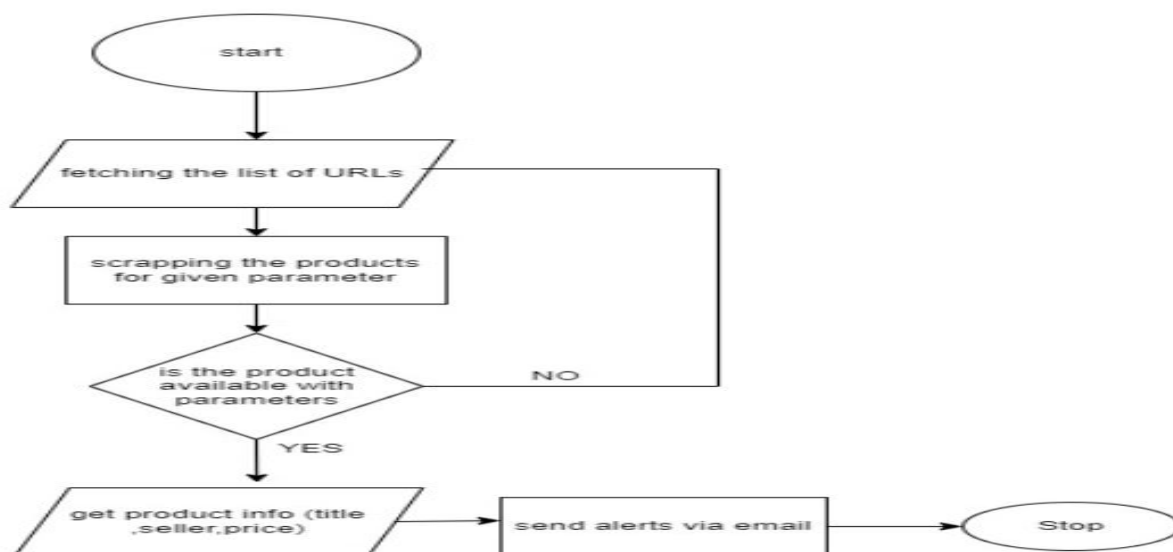 start
fetching the list of URLs
scrapping the products
for given parameter
is the product
available with
parameters
NO
YES
get product info (title
,seller,price)
send alerts via email
Stop